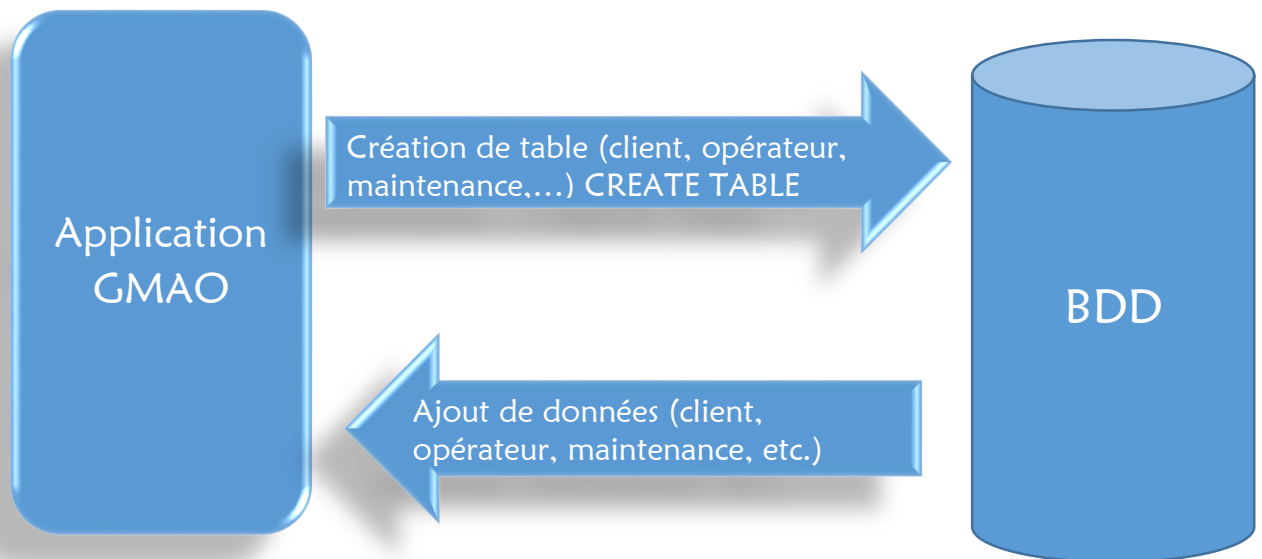 Application
GMAO
Création de table (client, opérateur,
maintenance,...) CREATE TABLE
BDD
Ajout de données (client,
opérateur, maintenance, etc.)